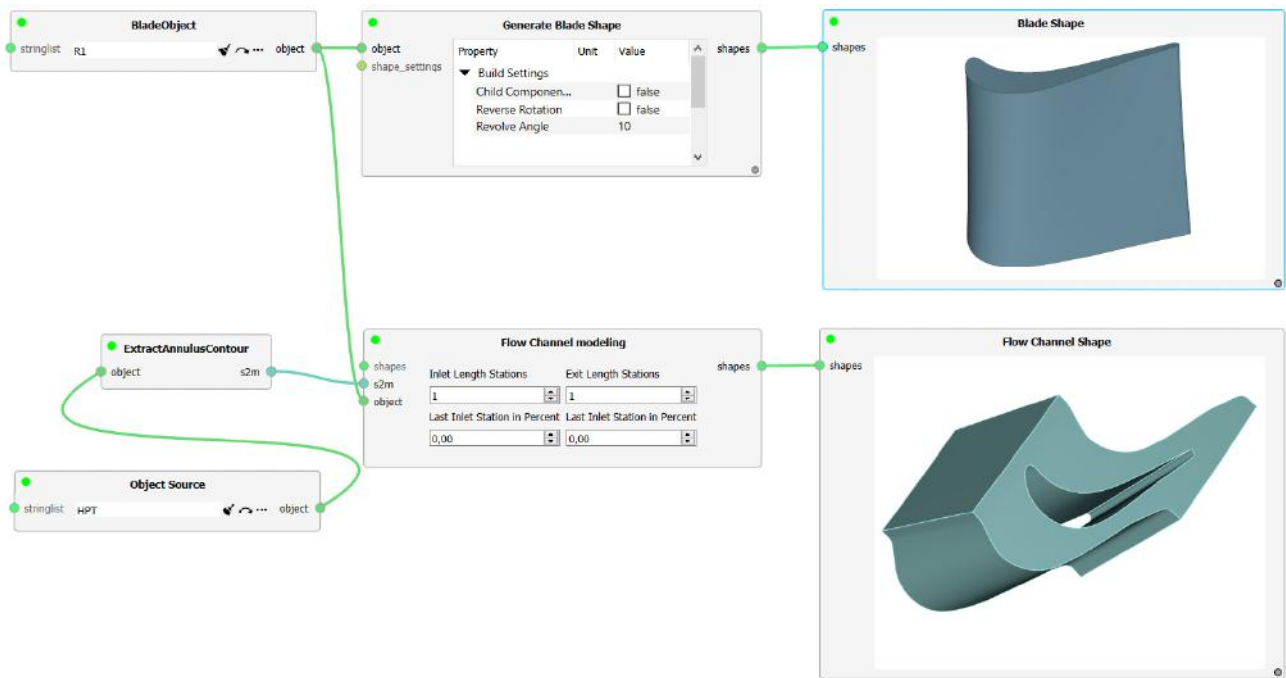 BladeObject
stringlist R1 ... object
Generate Blade Shape
object
shape_settings
Property Unit Value
Build Settings
Child Componen... false
Reverse Rotation false
Revolve Angle 10
shapes
Blade Shape
shapes
ExtractAnnulusContour
object s2m
Flow Channel modeling
shapes
s2m
object
Inlet Length Stations Exit Length Stations
1 1
Last Inlet Station in Percent Last Inlet Station in Percent
0,00 0,00
shapes
Flow Channel Shape
shapes
Object Source
stringlist HPT ... object